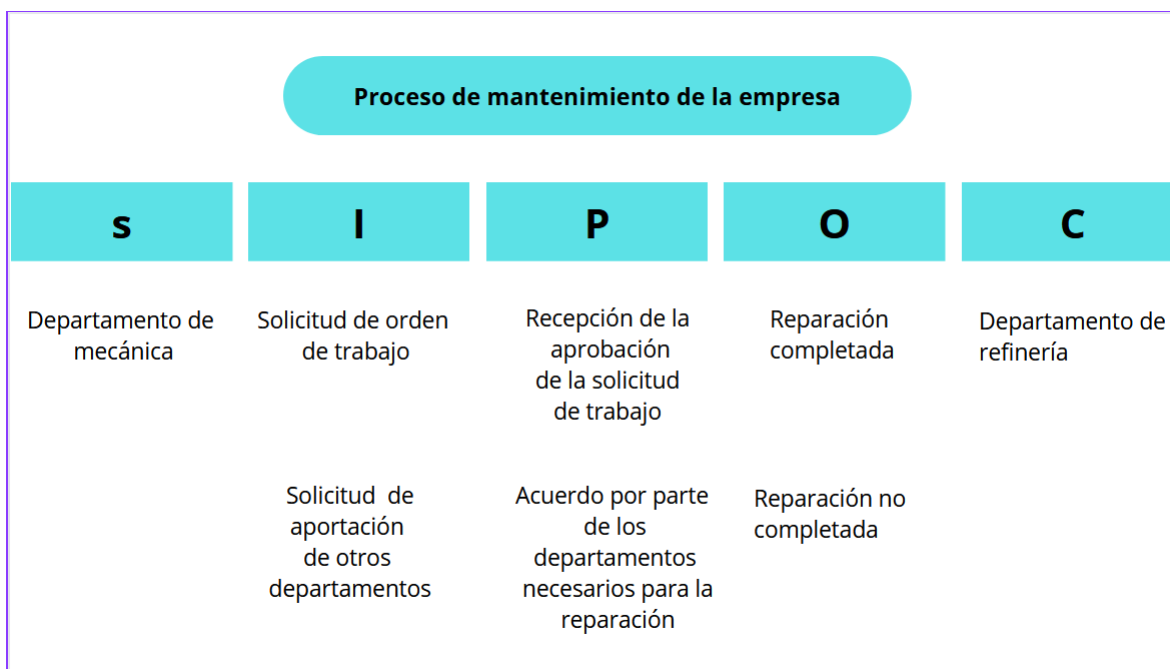 Proceso de mantenimiento de la empresa
s
I
P
O
C
Departamento de
mecánica
Solicitud de orden
de trabajo
Recepción de la
aprobación
de la solicitud
de trabajo
Reparación
completada
Departamento de
refinería
Solicitud de
aportación
de otros
departamentos
Acuerdo por parte
de los
departamentos
necesarios para la
reparación
Reparación no
completada